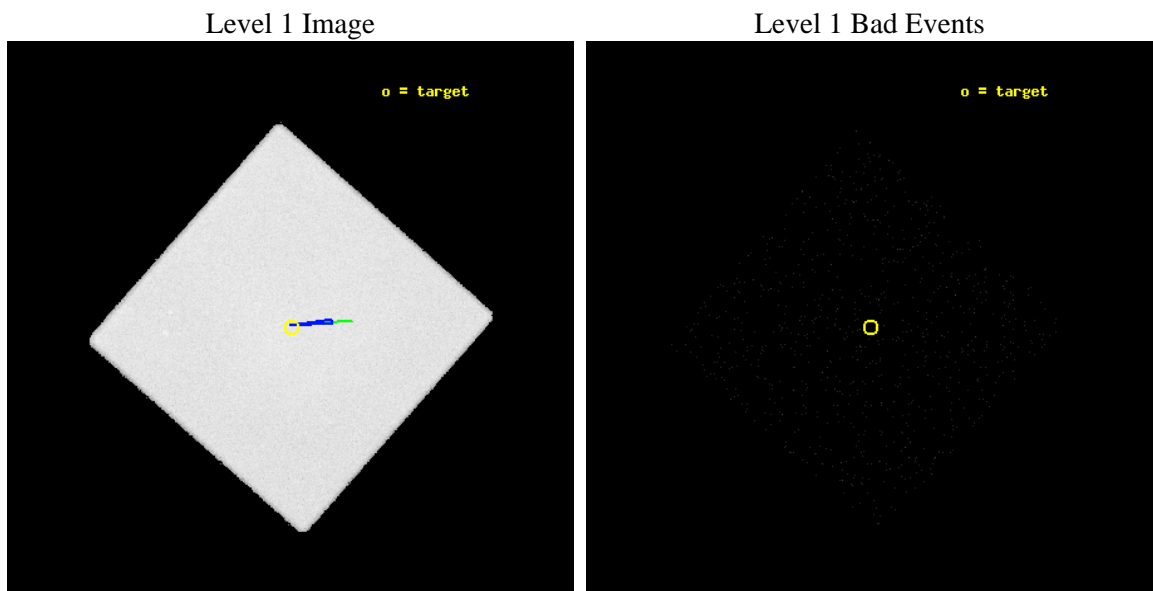 Level 1 Image
Level 1 Bad Events
o = target
o = target